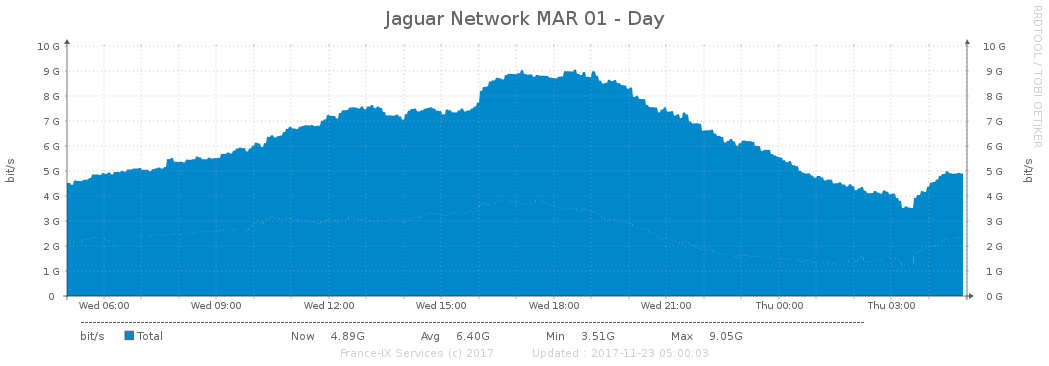 Jaguar Network MAR 01 - Day
RRDTOOL / TOBI OETIKER
10 G 10 G
9 G 9 G
8 G 8 G
7 G 7 G
6 G 6 G
5 G 5 G
4 G 4 G
3 G 3 G
2 G 2 G
1 G 1 G
0 0 G
bit/s bit/s
Wed 06:00 Wed 09:00 Wed 12:00 Wed 15:00 Wed 18:00 Wed 21:00 Thu 00:00 Thu 03:00
bit/s Total Now 4.89G Avg 6.40G Min 3.51G Max 9.05G
France-IX Services (c) 2017 Updated : 2017-11-23 05:00:03